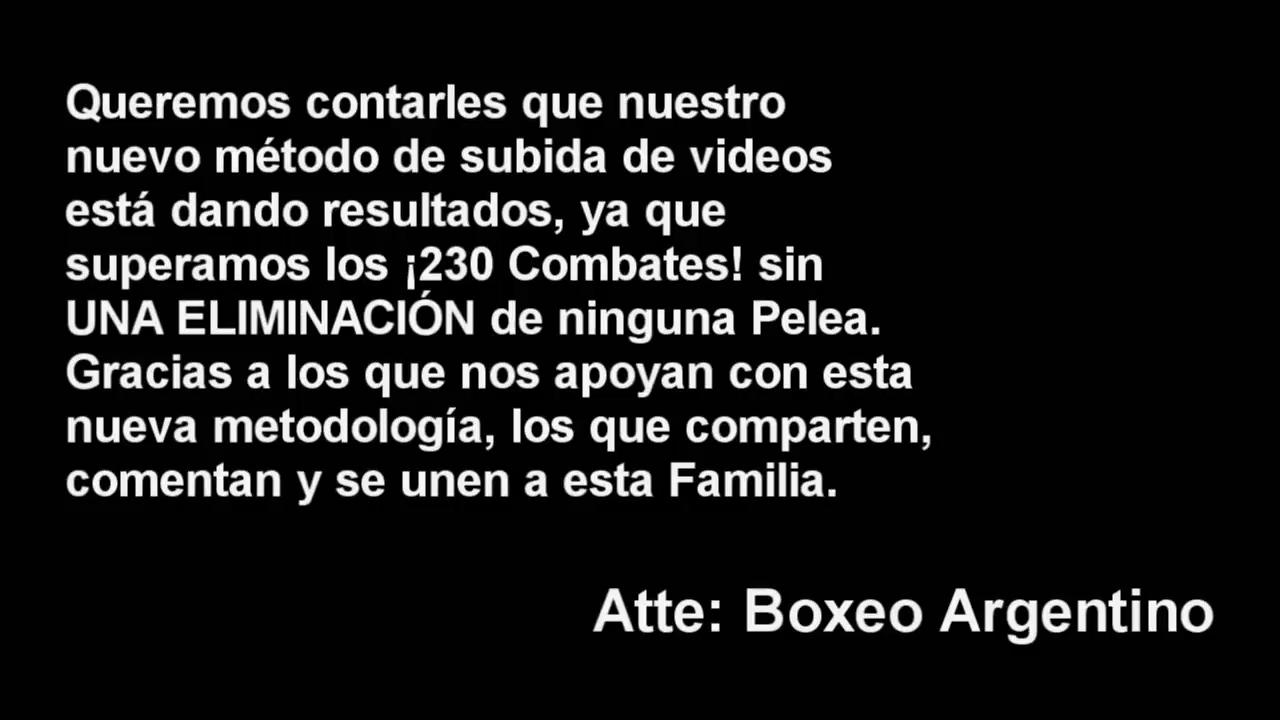 Queremos contarles que nuestro
nuevo método de subida de videos
está dando resultados, ya que
superamos los ¡230 Combates! sin
UNA ELIMINACIÓN de ninguna Pelea.
Gracias a los que nos apoyan con esta
nueva metodología, los que comparten,
comentan y se unen a esta Familia.
Atte: Boxeo Argentino